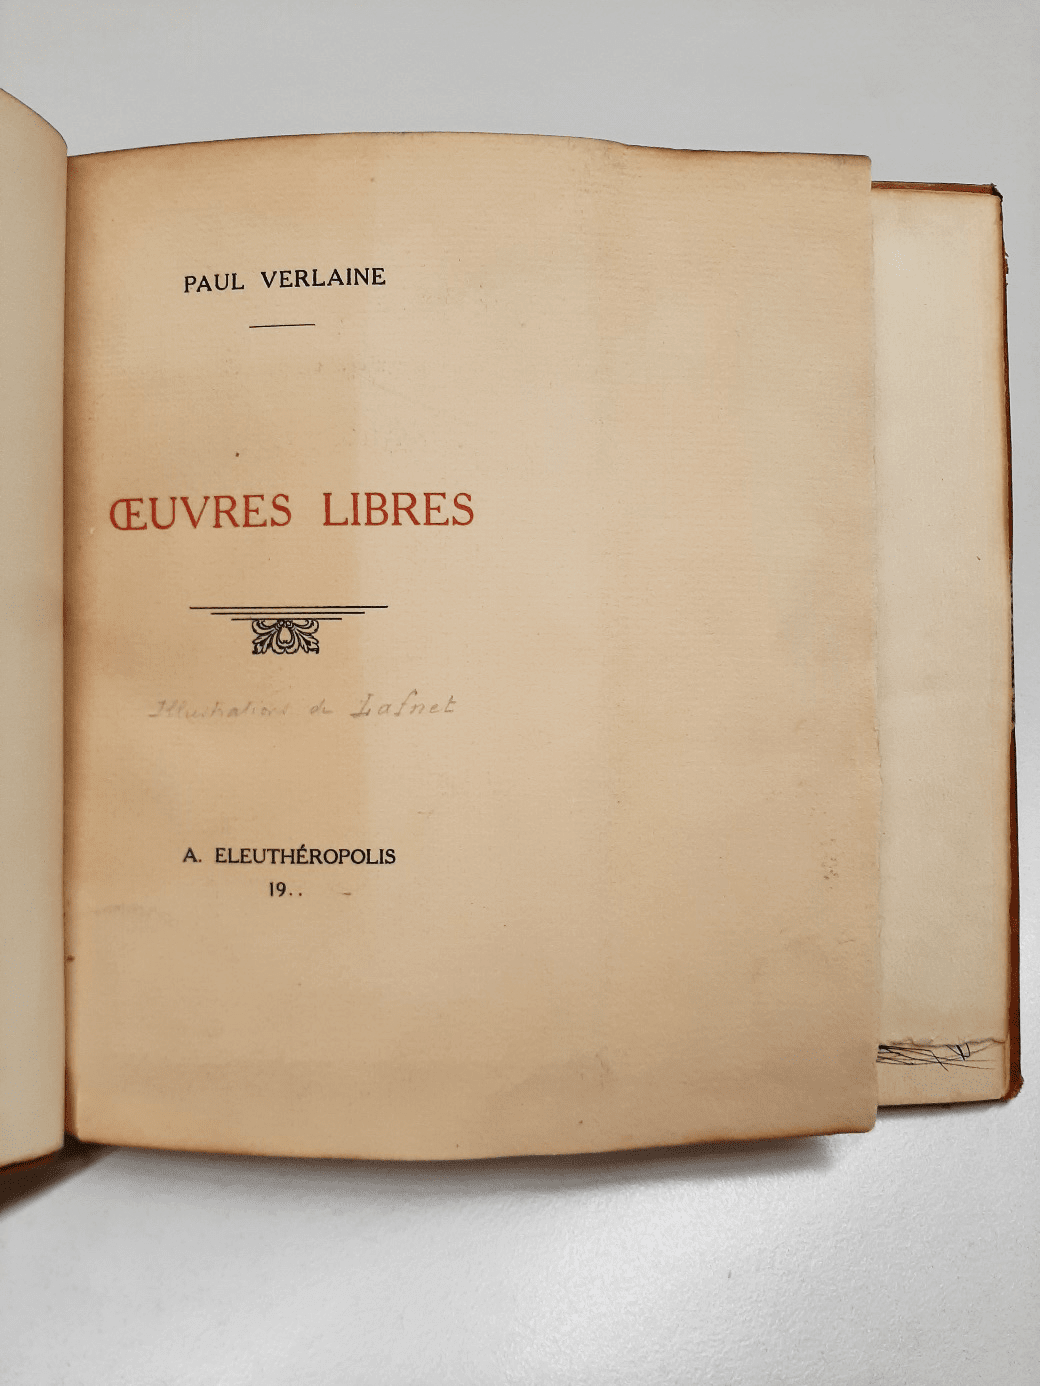 PAUL VERLAINE
ŒUVRES LIBRES
Illustrations de Lafnet
A. ELEUTHÉROPOLIS
19..